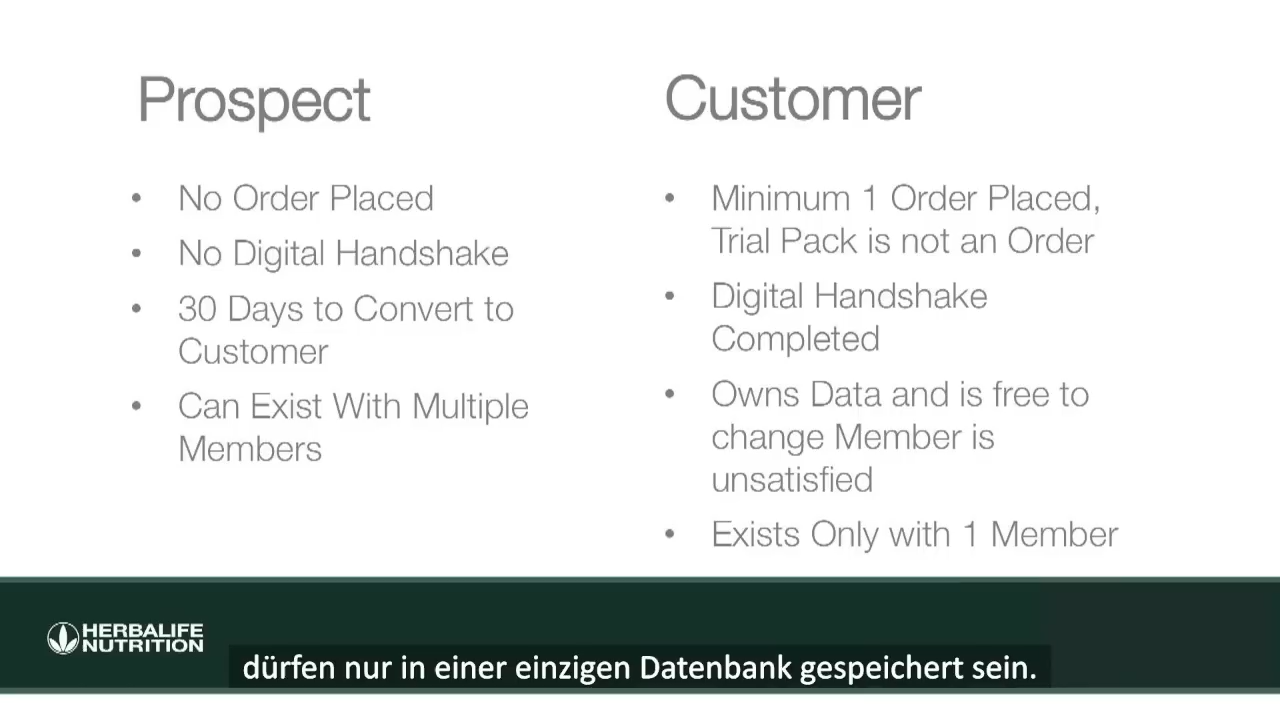 Prospect
• No Order Placed
• No Digital Handshake
• 30 Days to Convert to
Customer
• Can Exist With Multiple
Members
Customer
• Minimum 1 Order Placed,
Trial Pack is not an Order
• Digital Handshake
Completed
• Owns Data and is free to
change Member is
unsatisfied
• Exists Only with 1 Member
HERBALIFE
NUTRITION
dürfen nur in einer einzigen Datenbank gespeichert sein.